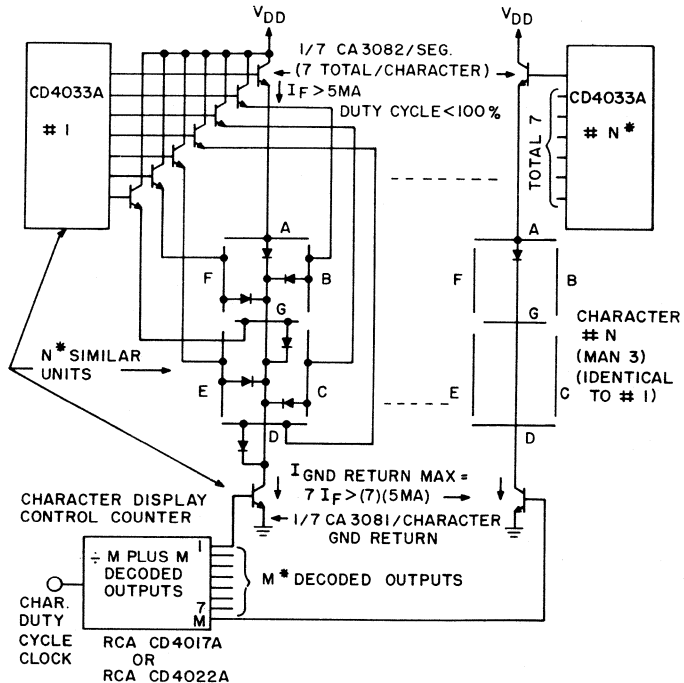 VDD
VDD
1/7 CA3082/SEG.
(7 TOTAL/CHARACTER)
IF>5MA
DUTY CYCLE<100%
CD4033A
#1
CD4033A
#N*
TOTAL 7
A
F
B
G
E
C
D
A
F
B
G
E
C
D
CHARACTER
#N
(MAN 3)
(IDENTICAL
TO #1)
N* SIMILAR
UNITS
IGND RETURN MAX=
7 IF>(7)(5MA)
1/7 CA3081/CHARACTER
GND RETURN
CHARACTER DISPLAY
CONTROL COUNTER
1
÷ M PLUS M
DECODED
OUTPUTS
7
M
M* DECODED OUTPUTS
CHAR.
DUTY
CYCLE
CLOCK
RCA CD4017A
OR
RCA CD4022A